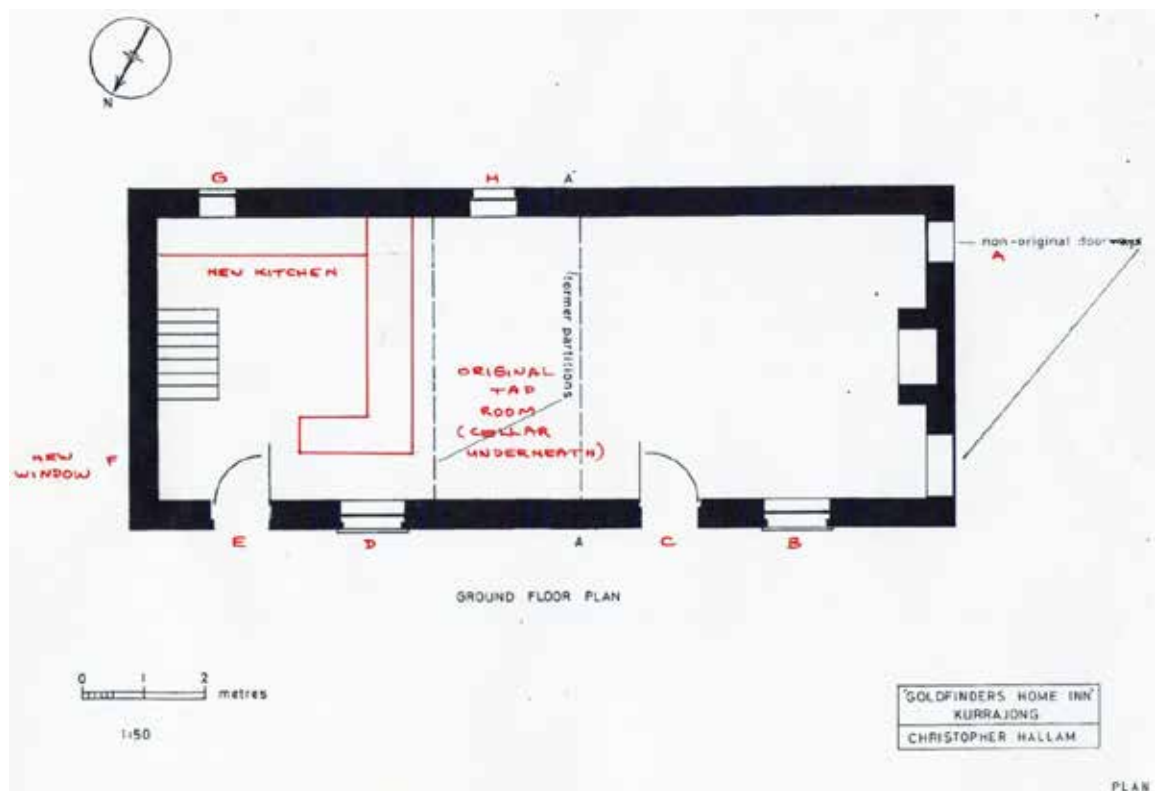 N
G
H
A'
non-original doorways
A
NEW KITCHEN
former partitions
ORIGINAL
TAP
ROOM
(CELLAR
UNDERNEATH)
NEW
WINDOW
F
E
D
A
C
B
GROUND FLOOR PLAN
0 1 2 metres
1:50
"GOLDFINDERS HOME INN"
KURRAJONG
CHRISTOPHER HALLAM
PLAN